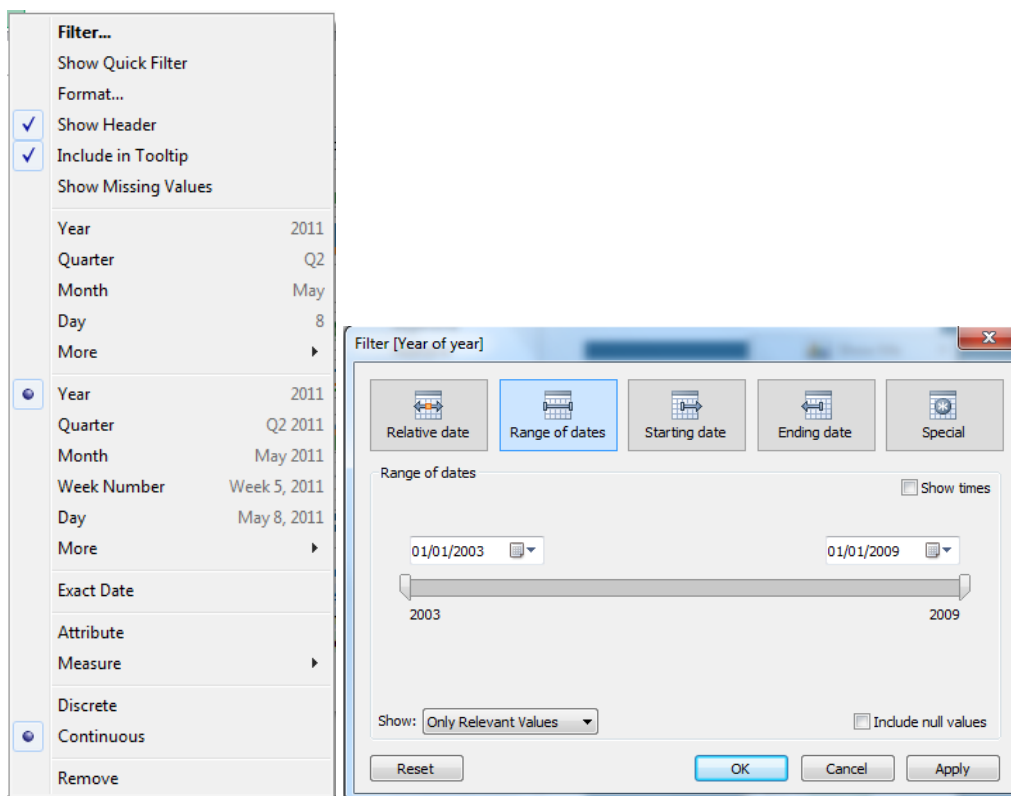 Filter...
Show Quick Filter
Format...
Show Header
Include in Tooltip
Show Missing Values
Year 2011
Quarter Q2
Month May
Day 8
More
Year 2011
Quarter Q2 2011
Month May 2011
Week Number Week 5, 2011
Day May 8, 2011
More
Exact Date
Attribute
Measure
Discrete
Continuous
Remove
Filter [Year of year]
Relative date Range of dates Starting date Ending date Special
Range of dates
Show times
01/01/2003 01/01/2009
2003 2009
Show: Only Relevant Values Include null values
Reset OK Cancel Apply